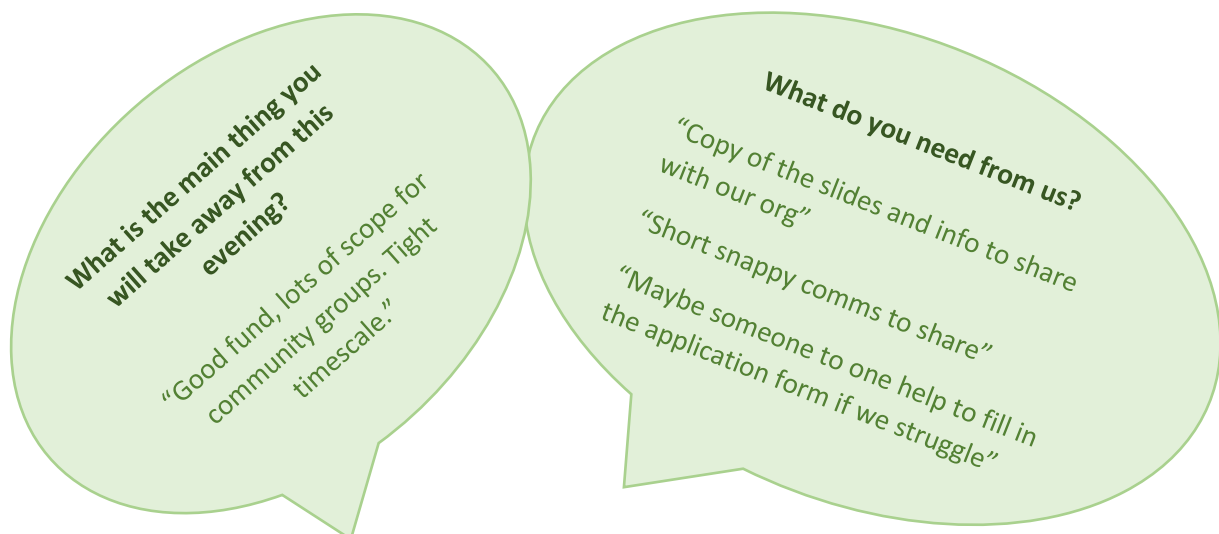 What is the main thing you
will take away from this
evening?
“Good fund, lots of scope for
community groups. Tight
timescale.”
What do you need from us?
“Copy of the slides and info to share
with our org”
“Short snappy comms to share”
“Maybe someone to one help to fill in
the application form if we struggle”